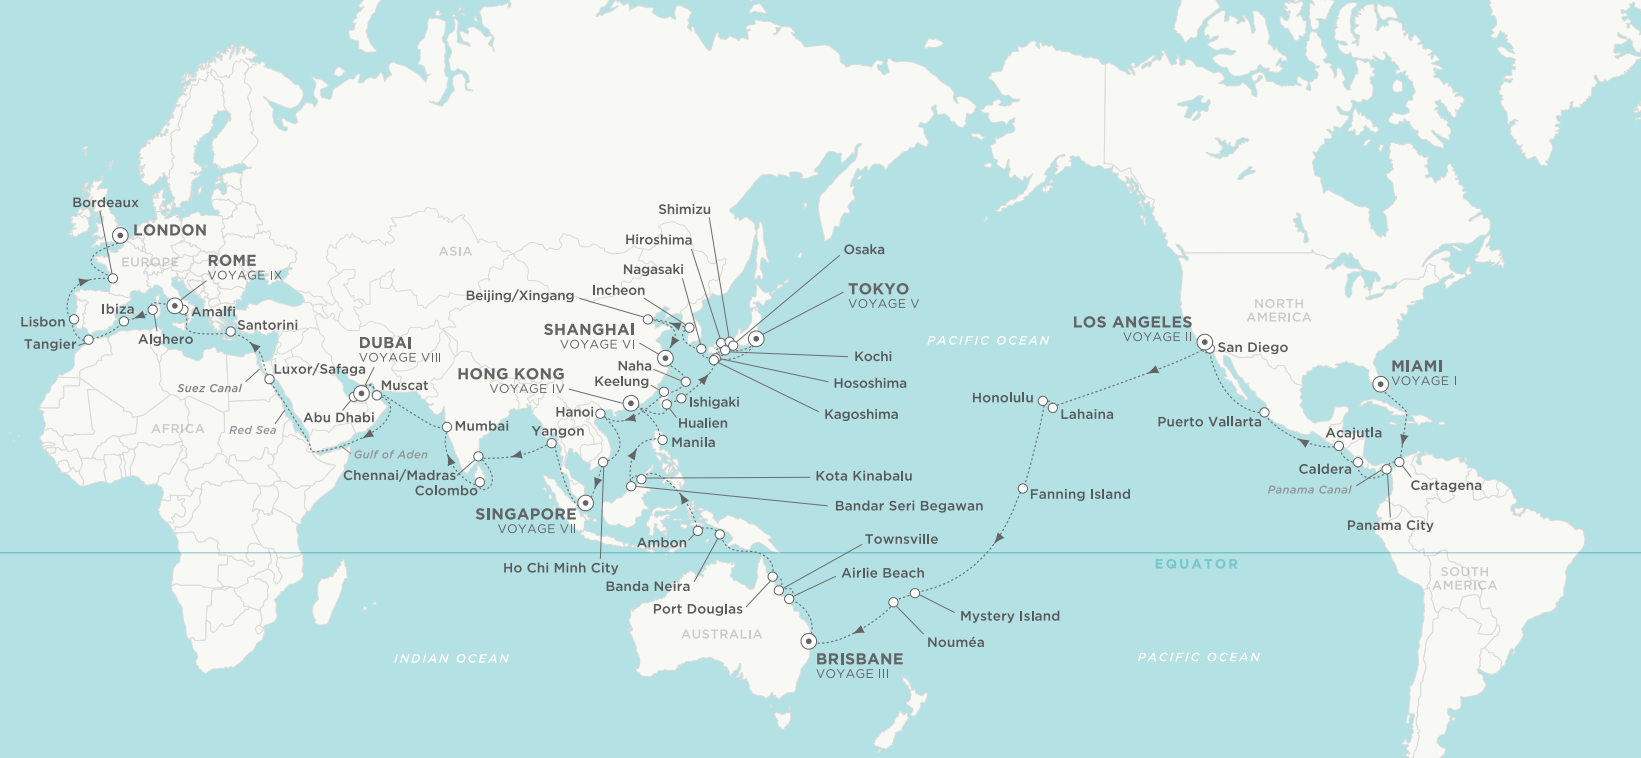 Bordeaux
LONDON
EUROPE
ROME
VOYAGE IX
Ibiza
Amalfi
Lisbon
Santorini
Tangier
Alghero
DUBAI
VOYAGE VIII
Luxor/Safaga
Suez Canal
Muscat
Abu Dhabi
Red Sea
AFRICA
Gulf of Aden
Mumbai
Chennai/Madras
Colombo
INDIAN OCEAN
ASIA
Shimizu
Hiroshima
Nagasaki
Incheon
Beijing/Xingang
Osaka
TOKYO
VOYAGE V
SHANGHAI
VOYAGE VI
Kochi
Naha
Hososhima
HONG KONG
VOYAGE IV
Keelung
Ishigaki
Kagoshima
Hanoi
Hualien
Yangon
Manila
Kota Kinabalu
Bandar Seri Begawan
SINGAPORE
VOYAGE VII
Ambon
Townsville
Ho Chi Minh City
Airlie Beach
Banda Neira
Port Douglas
AUSTRALIA
Mystery Island
Nouméa
BRISBANE
VOYAGE III
PACIFIC OCEAN
NORTH
AMERICA
LOS ANGELES
VOYAGE II
San Diego
MIAMI
VOYAGE I
Honolulu
Lahaina
Puerto Vallarta
Acajutla
Caldera
Panama Canal
Cartagena
Fanning Island
Panama City
EQUATOR
SOUTH
AMERICA
PACIFIC OCEAN